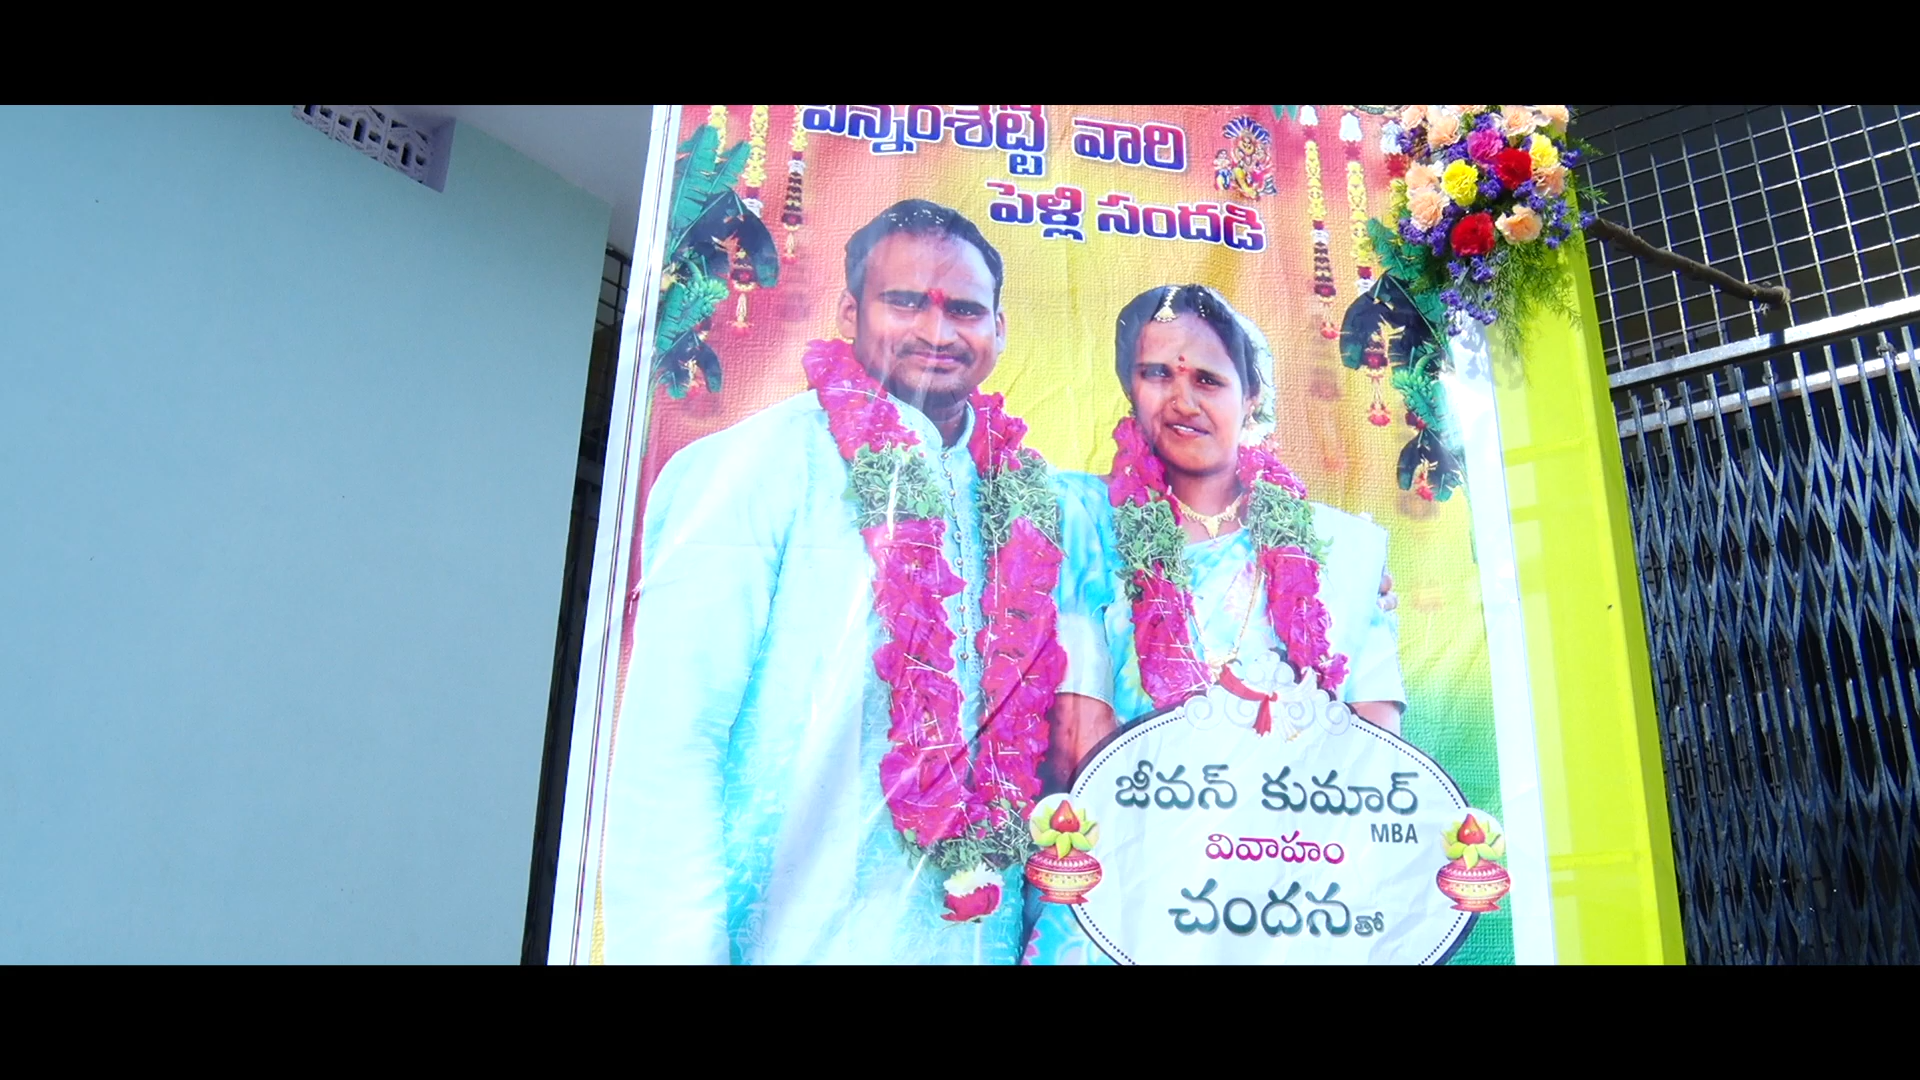 వారి
పెళ్లి సందడి
జీవన్ కుమార్
MBA
వివాహం
చందనతో